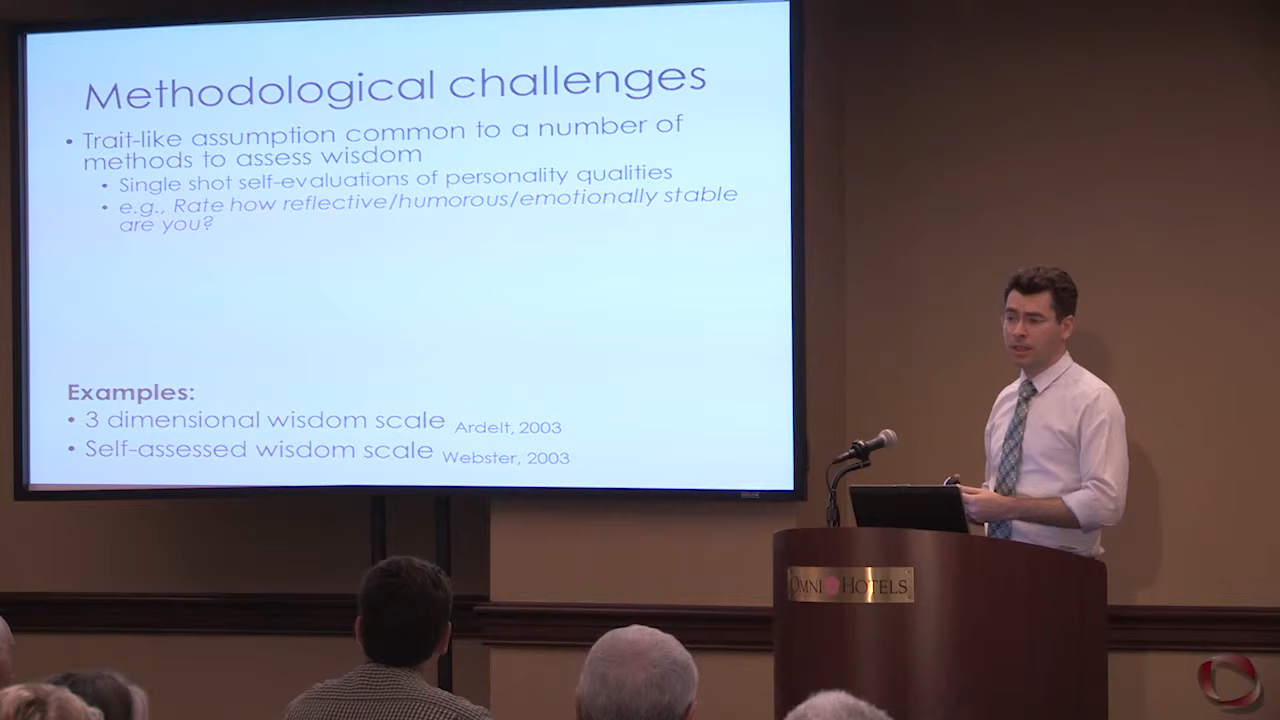 Methodological challenges
• Trait-like assumption common to a number of
methods to assess wisdom
• Single shot self-evaluations of personality qualities
• e.g., Rate how reflective/humorous/emotionally stable
are you?
Examples:
• 3 dimensional wisdom scale Ardelt, 2003
• Self-assessed wisdom scale Webster, 2003
OMNI HOTELS